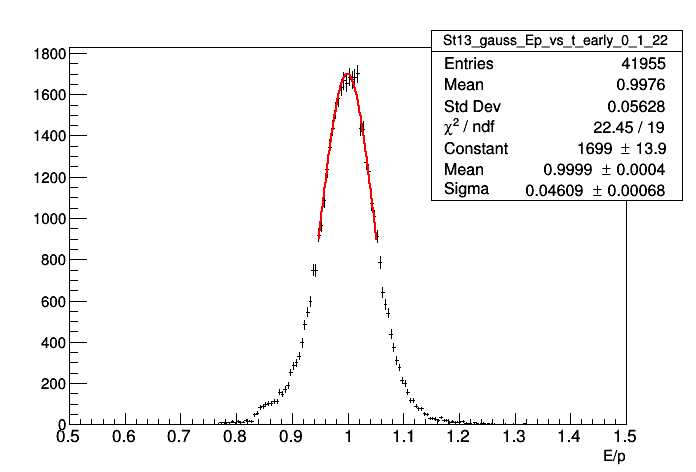 St13_gauss_Ep_vs_t_early_0_1_22
Entries 41955
Mean 0.9976
Std Dev 0.05628
χ² / ndf 22.45 / 19
Constant 1699 ± 13.9
Mean 0.9999 ± 0.0004
Sigma 0.04609 ± 0.00068
1800
1600
1400
1200
1000
800
600
400
200
0
0.5 0.6 0.7 0.8 0.9 1 1.1 1.2 1.3 1.4 1.5
E/p